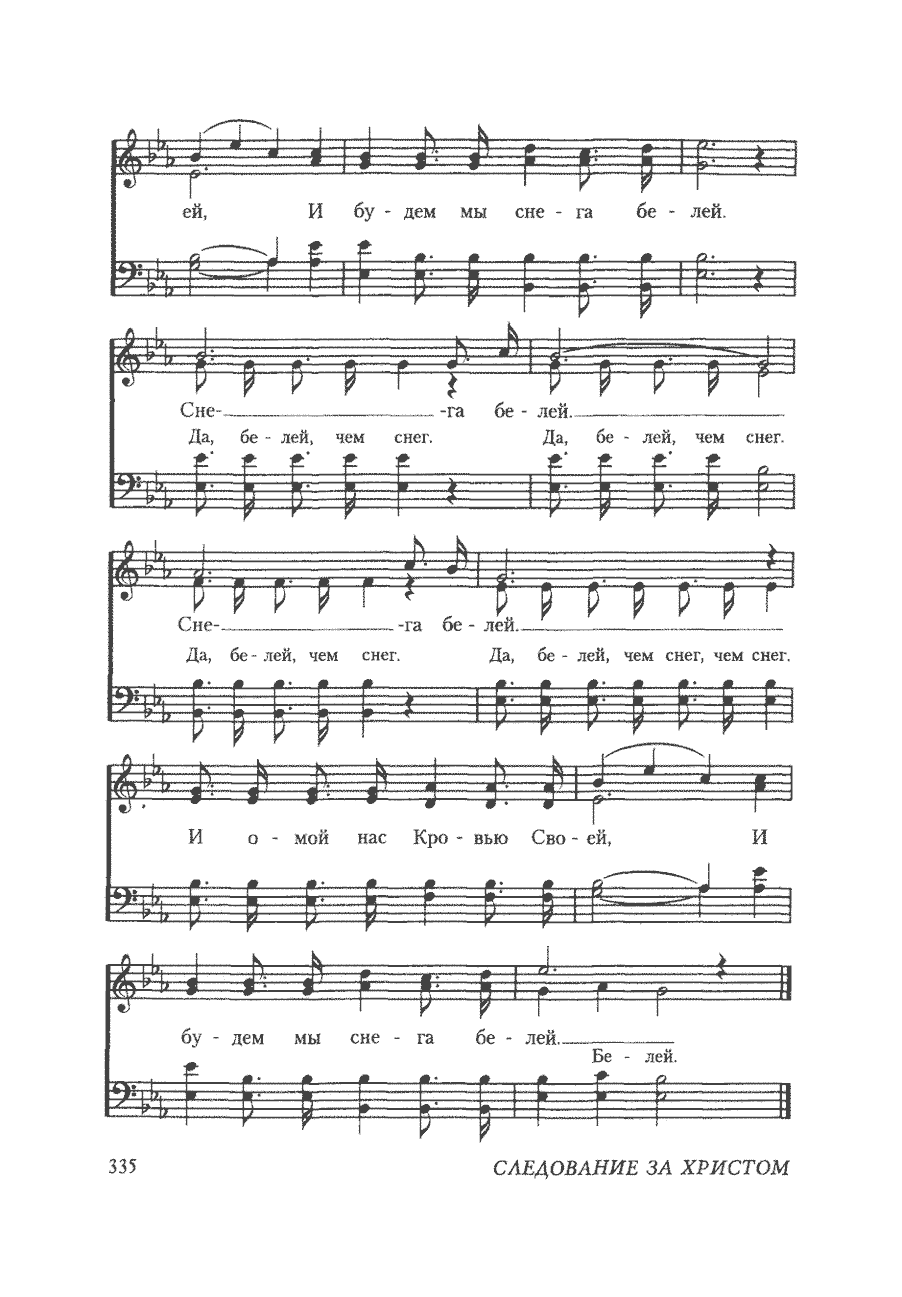 ей, И бу - дем мы сне - га бе - лей.
Сне- -га бе - лей.
Да, бе - лей, чем снег. Да, бе - лей, чем снег.
Сне- -га бе - лей.
Да, бе - лей, чем снег. Да, бе - лей, чем снег, чем снег.
И о - мой нас Кро - вью Сво - ей, И
бу - дем мы сне - га бе - лей.
Бе - лей.
335 СЛЕДОВАНИЕ ЗА ХРИСТОМ